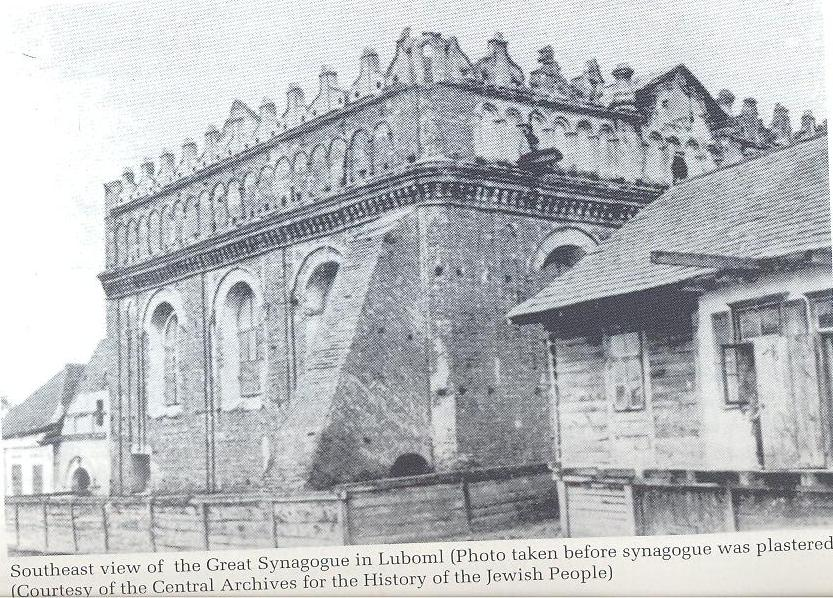 Southeast view of the Great Synagogue in Luboml (Photo taken before synagogue was plastered
(Courtesy of the Central Archives for the History of the Jewish People)